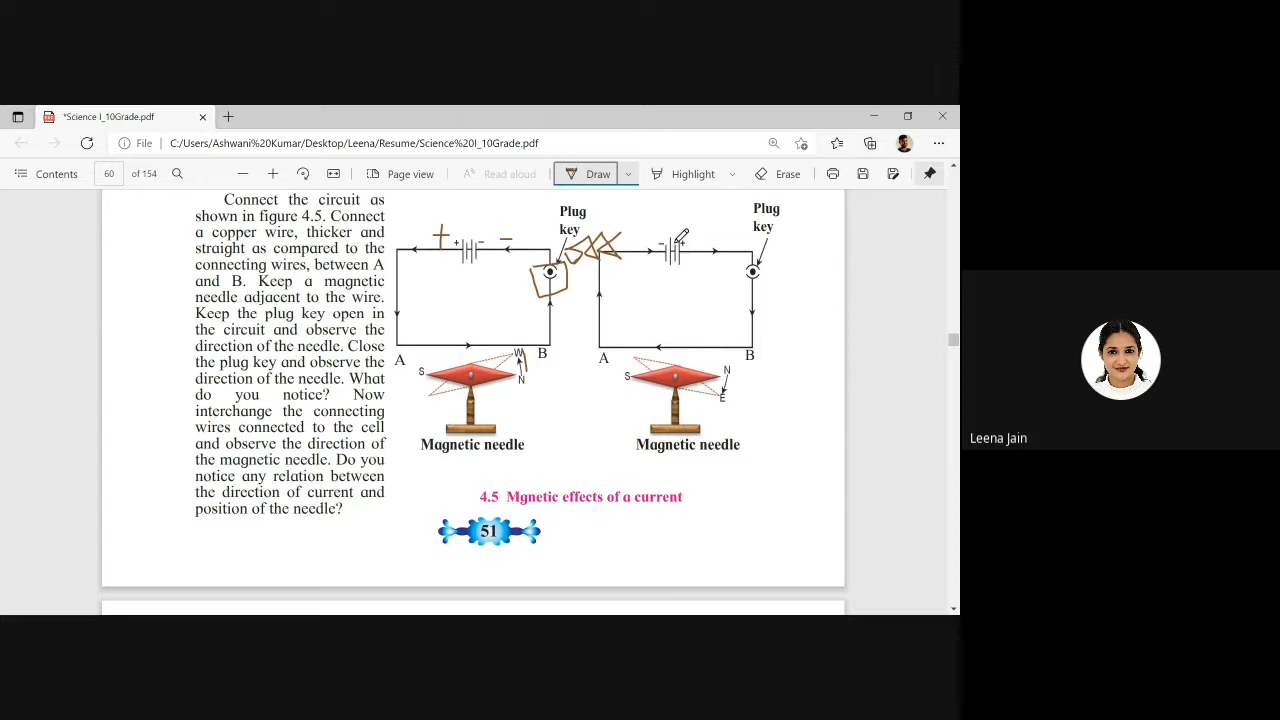 *Science I_10Grade.pdf
File
C:/Users/Ashwani%20Kumar/Desktop/Leena/Resume/Science%20I_10Grade.pdf
Contents
60 of 154
Page view
Read aloud
Draw
Highlight
Erase
Connect the circuit as
shown in figure 4.5. Connect
a copper wire, thicker and
straight as compared to the
connecting wires, between A
and B. Keep a magnetic
needle adjacent to the wire.
Keep the plug key open in
the circuit and observe the
direction of the needle. Close
the plug key and observe the
direction of the needle. What
do you notice? Now
interchange the connecting
wires connected to the cell
and observe the direction of
the magnetic needle. Do you
notice any relation between
the direction of current and
position of the needle?
Plug
key
+ -
+ -
A
B
S
W
N
Magnetic needle
Plug
key
- +
A
B
S
N
E
Magnetic needle
4.5 Mgnetic effects of a current
51
Leena Jain